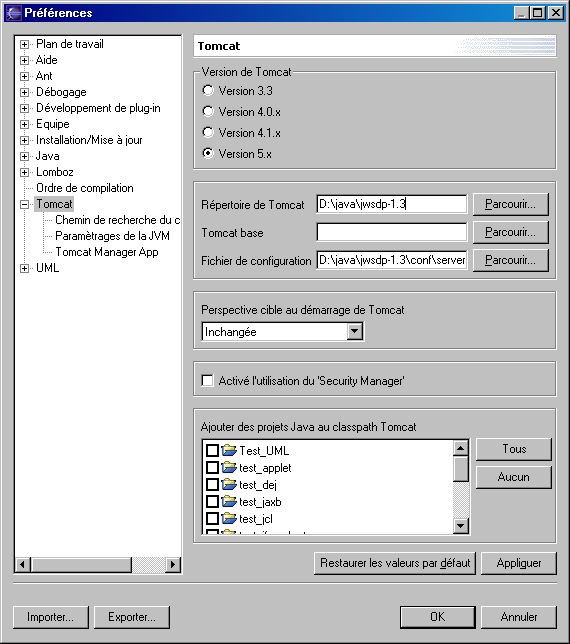 Préférences
Plan de travail
Aide
Ant
Débogage
Développement de plug-in
Equipe
Installation/Mise à jour
Java
Lomboz
Ordre de compilation
Tomcat
Chemin de recherche du c
Paramètrages de la JVM
Tomcat Manager App
UML
Tomcat
Version de Tomcat
Version 3.3
Version 4.0.x
Version 4.1.x
Version 5.x
Répertoire de Tomcat D:\java\jwsdp-1.3 Parcourir...
Tomcat base Parcourir...
Fichier de configuration D:\java\jwsdp-1.3\conf\server Parcourir...
Perspective cible au démarrage de Tomcat
Inchangée
Activé l'utilisation du 'Security Manager'
Ajouter des projets Java au classpath Tomcat
Test_UML
test_applet
test_dej
test_jaxb
test_jcl
Tous
Aucun
Restaurer les valeurs par défaut Appliquer
Importer... Exporter... OK Annuler